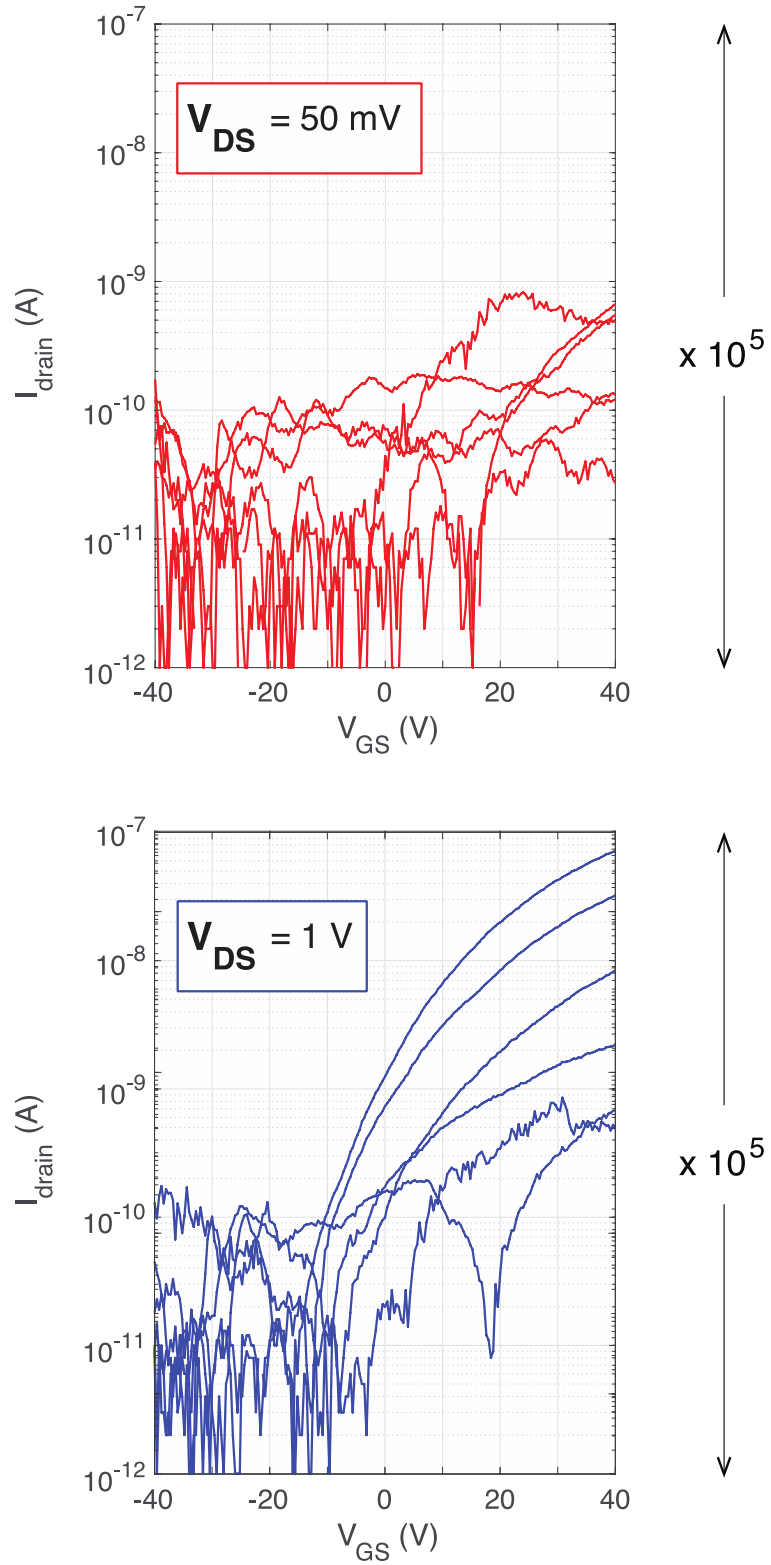 10^-7
V_DS = 50 mV
10^-8
10^-9
I_drain (A)
x 10^5
10^-10
10^-11
10^-12
-40 -20 0 20 40
V_GS (V)
10^-7
V_DS = 1 V
10^-8
10^-9
I_drain (A)
x 10^5
10^-10
10^-11
10^-12
-40 -20 0 20 40
V_GS (V)